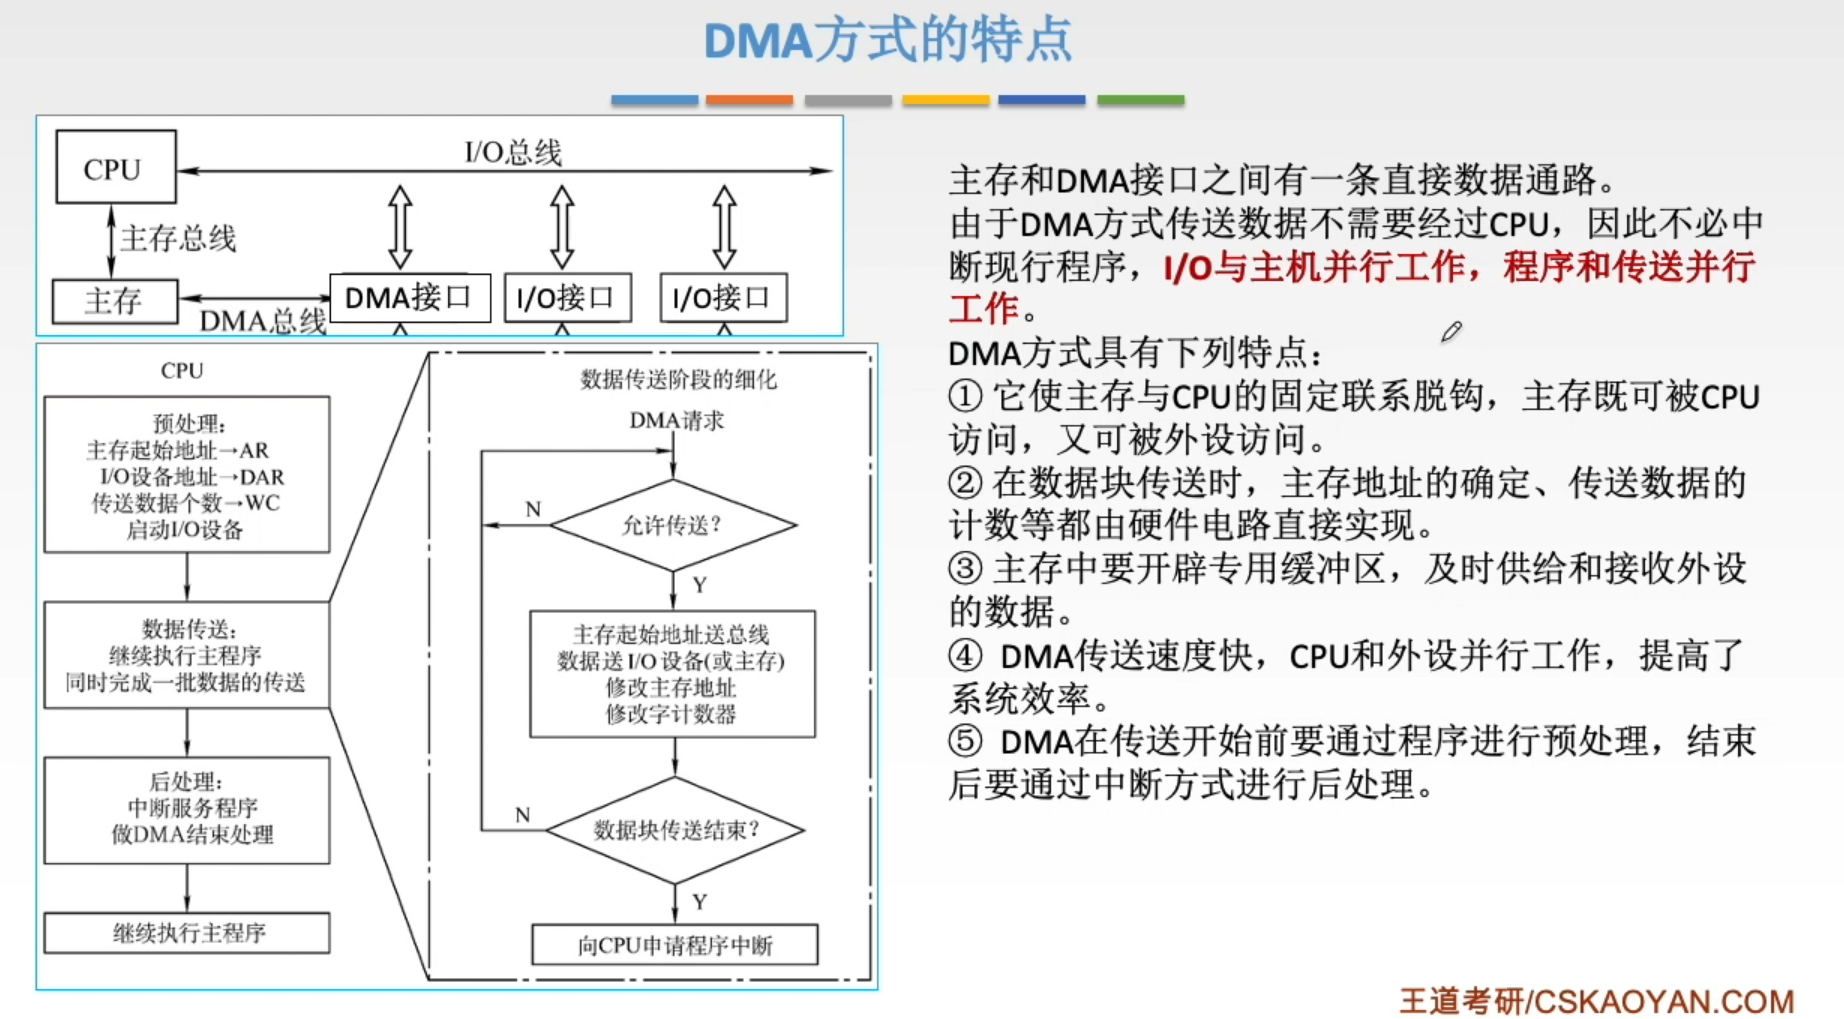 DMA方式的特点
CPU
I/O总线
主存总线
主存
DMA总线
DMA接口
I/O接口
I/O接口
CPU
预处理：
主存起始地址→AR
I/O设备地址→DAR
传送数据个数→WC
启动I/O设备
数据传送：
继续执行主程序
同时完成一批数据的传送
后处理：
中断服务程序
做DMA结束处理
继续执行主程序
数据传送阶段的细化
DMA请求
N
允许传送？
Y
主存起始地址送总线
数据送I/O设备(或主存)
修改主存地址
修改字计数器
N
数据块传送结束？
Y
向CPU申请程序中断
主存和DMA接口之间有一条直接数据通路。
由于DMA方式传送数据不需要经过CPU，因此不必中
断现行程序，I/O与主机并行工作，程序和传送并行
工作。
DMA方式具有下列特点：
① 它使主存与CPU的固定联系脱钩，主存既可被CPU
访问，又可被外设访问。
② 在数据块传送时，主存地址的确定、传送数据的
计数等都由硬件电路直接实现。
③ 主存中要开辟专用缓冲区，及时供给和接收外设
的数据。
④ DMA传送速度快，CPU和外设并行工作，提高了
系统效率。
⑤ DMA在传送开始前要通过程序进行预处理，结束
后要通过中断方式进行后处理。
王道考研/CSKAOYAN.COM